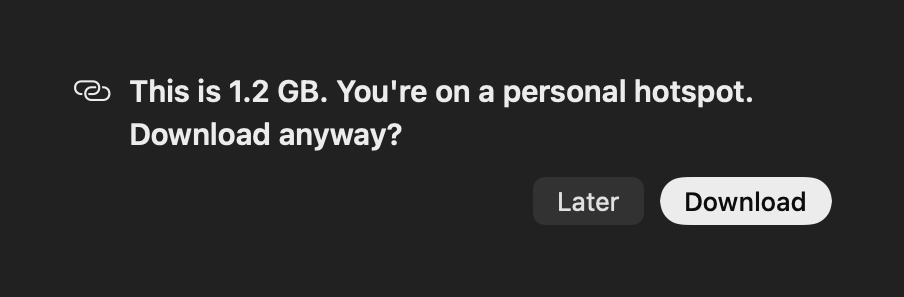 This is 1.2 GB. You're on a personal hotspot.
Download anyway?
Later
Download